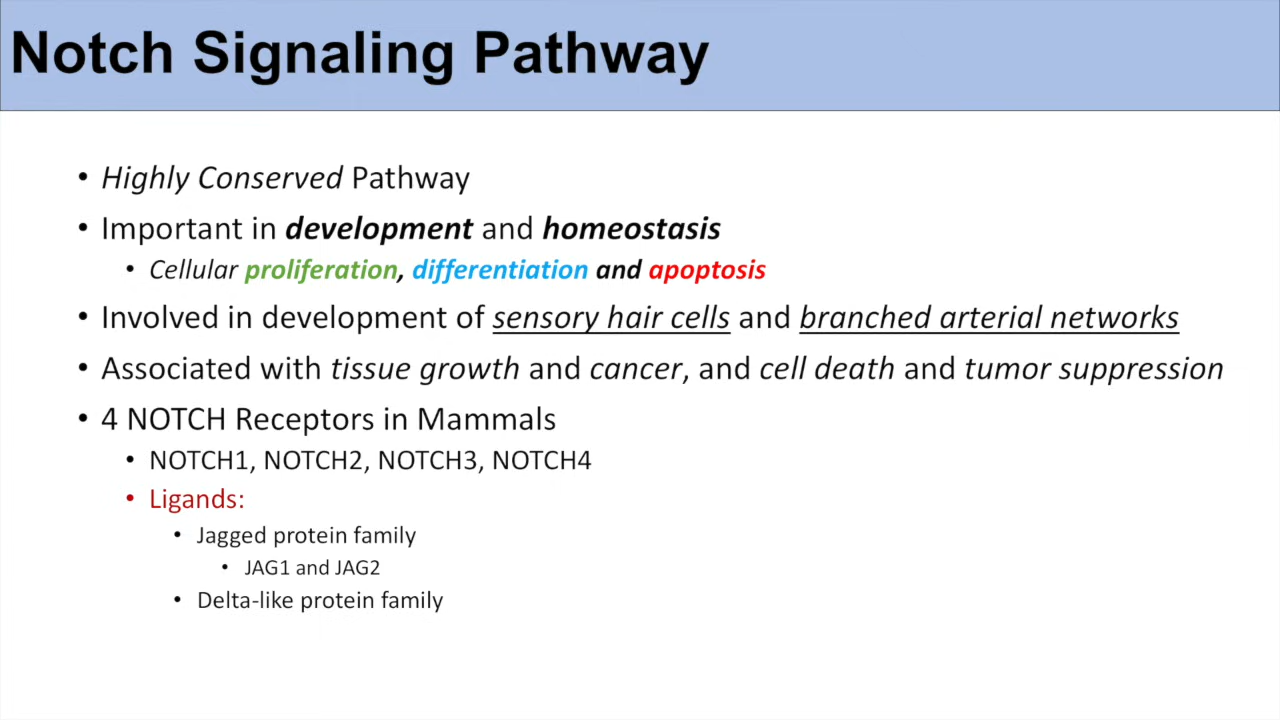 Notch Signaling Pathway
• Highly Conserved Pathway
• Important in development and homeostasis
• Cellular proliferation, differentiation and apoptosis
• Involved in development of sensory hair cells and branched arterial networks
• Associated with tissue growth and cancer, and cell death and tumor suppression
• 4 NOTCH Receptors in Mammals
• NOTCH1, NOTCH2, NOTCH3, NOTCH4
• Ligands:
• Jagged protein family
• JAG1 and JAG2
• Delta-like protein family